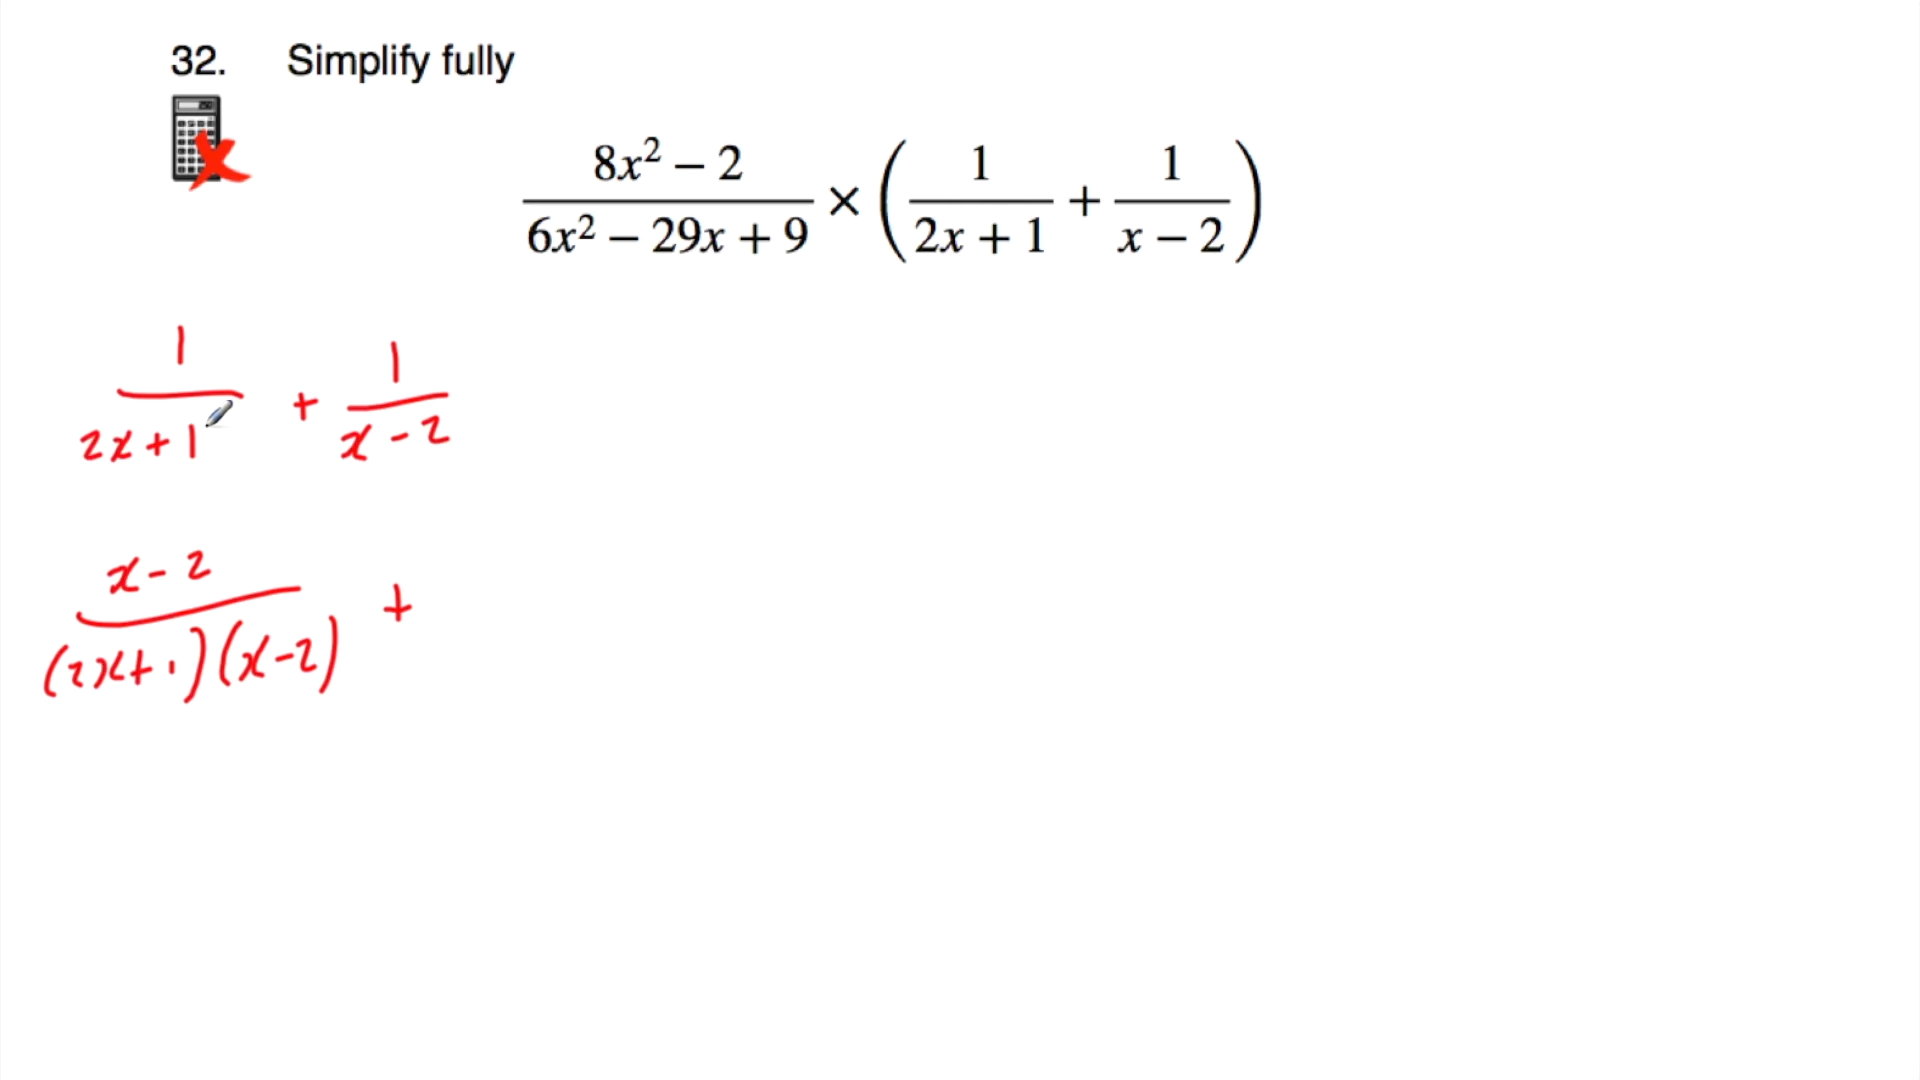 32. Simplify fully
8x² − 2 / 6x² − 29x + 9 × ( 1 / 2x + 1 + 1 / x − 2 )
1 / 2x + 1 + 1 / x - 2
x - 2 / (2x+1)(x-2) +